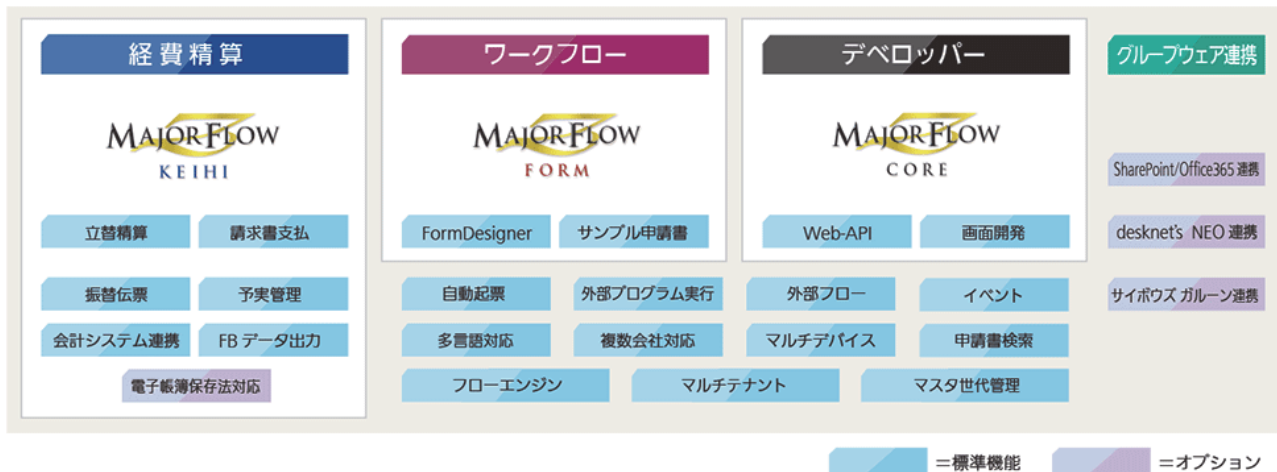 経費精算
ワークフロー
デベロッパー
グループウェア連携
MAJOR FLOW
KEIHI
MAJOR FLOW
FORM
MAJOR FLOW
CORE
SharePoint/Office365 連携
立替精算
請求書支払
FormDesigner
サンプル申請書
Web-API
画面開発
desknet's NEO 連携
振替伝票
予実管理
自動起票
外部プログラム実行
外部フロー
イベント
サイボウズ ガルーン連携
会計システム連携
FB データ出力
多言語対応
複数会社対応
マルチデバイス
申請書検索
電子帳簿保存法対応
フローエンジン
マルチテナント
マスタ世代管理
=標準機能
=オプション